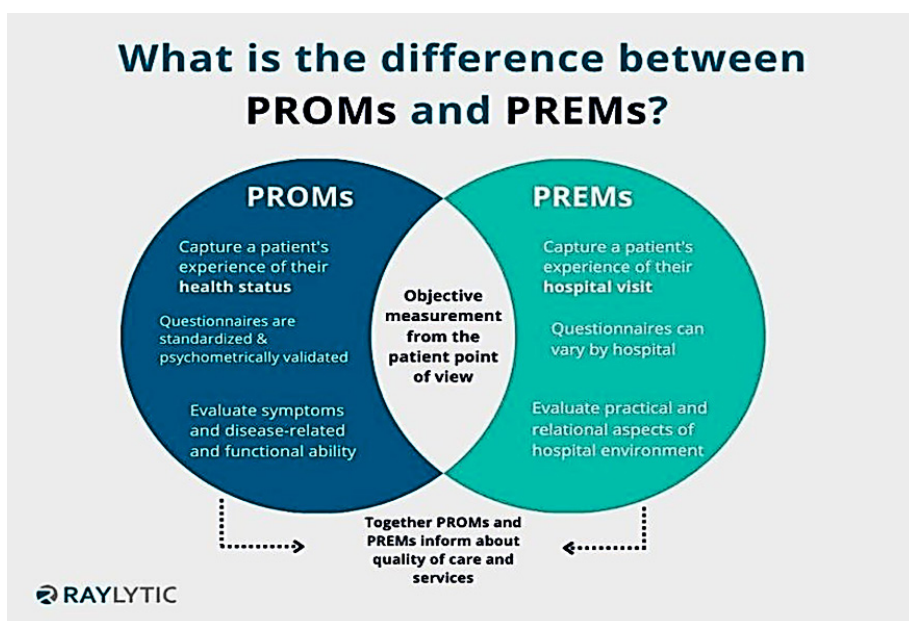 What is the difference between
PROMs and PREMs?
PROMs
Capture a patient's
experience of their
health status
Questionnaires are
standardized &
psychometrically validated
Evaluate symptoms
and disease-related
and functional ability
Objective
measurement
from the
patient point
of view
PREMs
Capture a patient's
experience of their
hospital visit
Questionnaires can
vary by hospital
Evaluate practical and
relational aspects of
hospital environment
Together PROMs and
PREMs inform about
quality of care and
services
RAYLYTIC